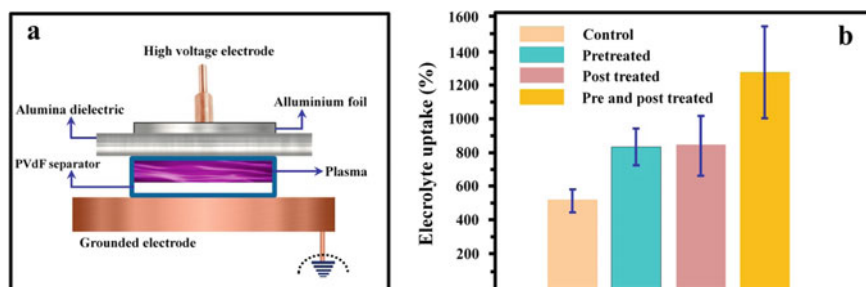 a
High voltage electrode
Alumina dielectric
Alluminium foil
PVdF separator
Plasma
Grounded electrode
b
Elecrolyte uptake (%)
1600
1400
1200
1000
800
600
400
200
Control
Pretreated
Post treated
Pre and post treated